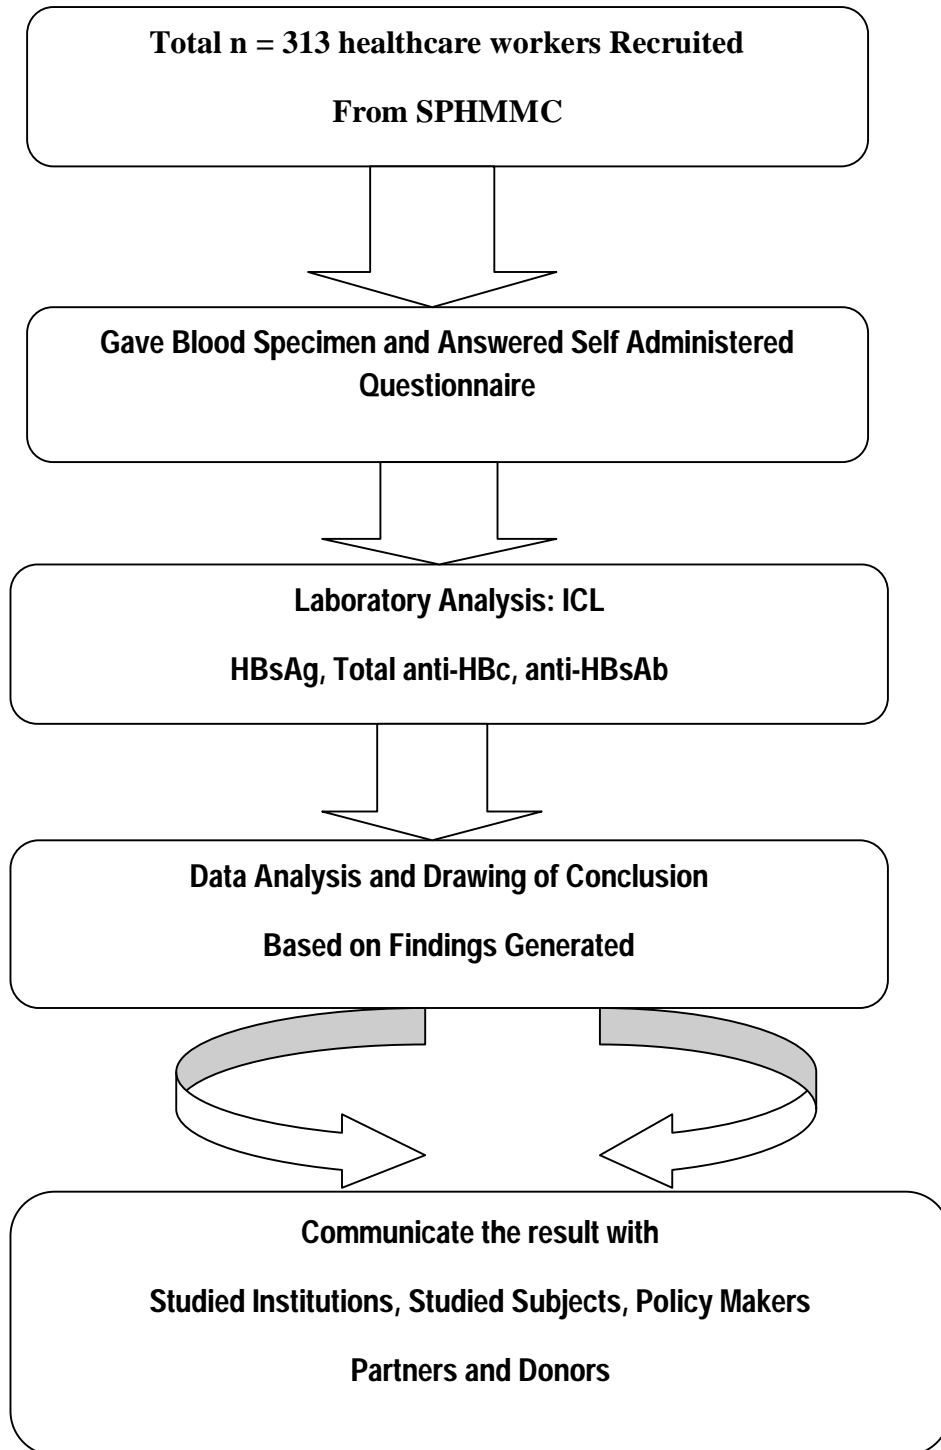 Total n = 313 healthcare workers Recruited
From SPHMMC
Gave Blood Specimen and Answered Self Administered
Questionnaire
Laboratory Analysis: ICL
HBsAg, Total anti-HBc, anti-HBsAb
Data Analysis and Drawing of Conclusion
Based on Findings Generated
Communicate the result with
Studied Institutions, Studied Subjects, Policy Makers
Partners and Donors